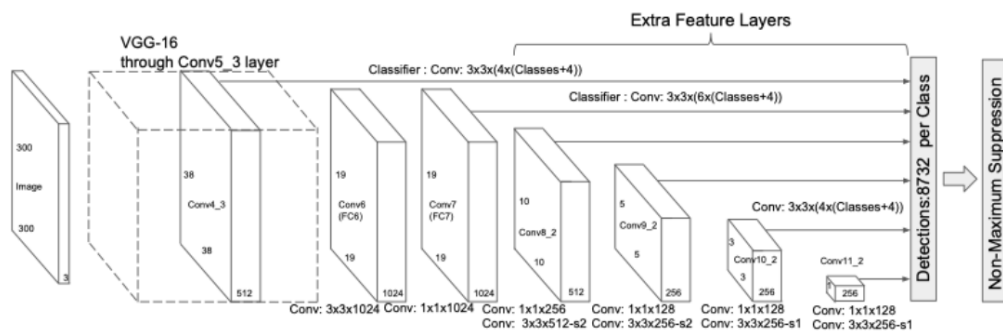 Extra Feature Layers
VGG-16
through Conv5_3 layer
Classifier : Conv: 3x3x(4x(Classes+4))
Classifier : Conv: 3x3x(6x(Classes+4))
300
Image
300
3
38
Conv4_3
38
512
19
Conv6
(FC6)
19
1024
19
Conv7
(FC7)
19
1024
10
Conv8_2
10
512
5
Conv9_2
5
256
Conv: 3x3x(4x(Classes+4))
3
Conv10_2
3
256
Conv11_2
1
256
Conv: 3x3x1024
Conv: 1x1x1024
Conv: 1x1x256
Conv: 3x3x512-s2
Conv: 1x1x128
Conv: 3x3x256-s2
Conv: 1x1x128
Conv: 3x3x256-s1
Conv: 1x1x128
Conv: 3x3x256-s1
Detections:8732 per Class
Non-Maximum Suppression